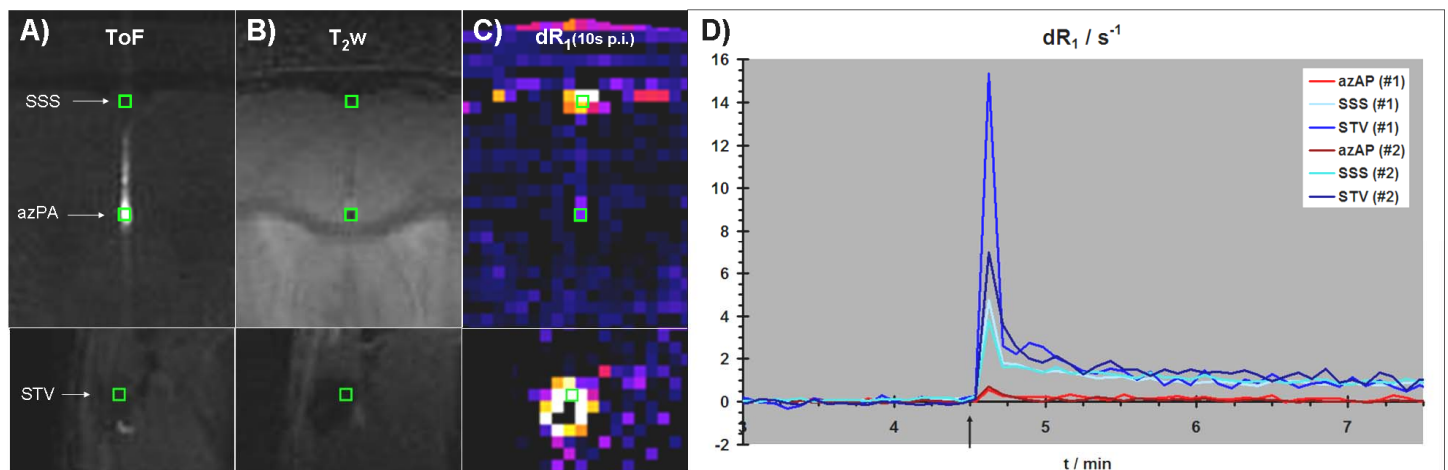 A)
ToF
SSS
azPA
STV
B)
T₂w
C)
dR₁(10s p.i.)
D)
dR₁ / s⁻¹
16
14
12
10
8
6
4
2
0
-2
3
4
5
6
7
t / min
azAP (#1)
SSS (#1)
STV (#1)
azAP (#2)
SSS (#2)
STV (#2)